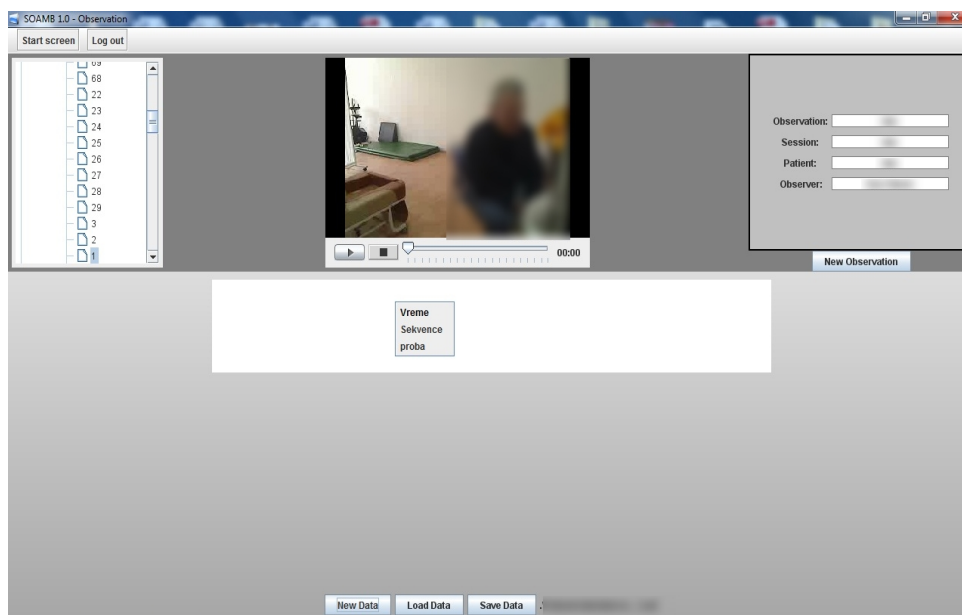 SOAMB 1.0 - Observation
Start screen
Log out
69
68
22
23
24
25
26
27
28
29
3
2
1
00:00
Observation:
Session:
Patient:
Observer:
New Observation
Vreme
Sekvence
proba
New Data
Load Data
Save Data